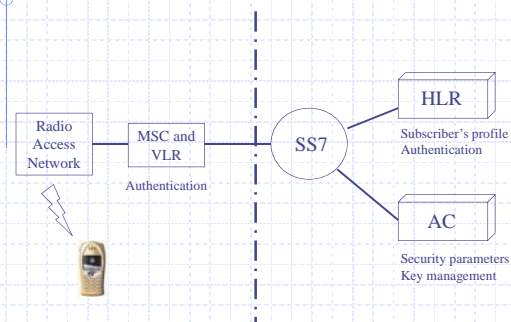 Radio
Access
Network
MSC and
VLR
Authentication
SS7
HLR
Subscriber's profile
Authentication
AC
Security parameters
Key management